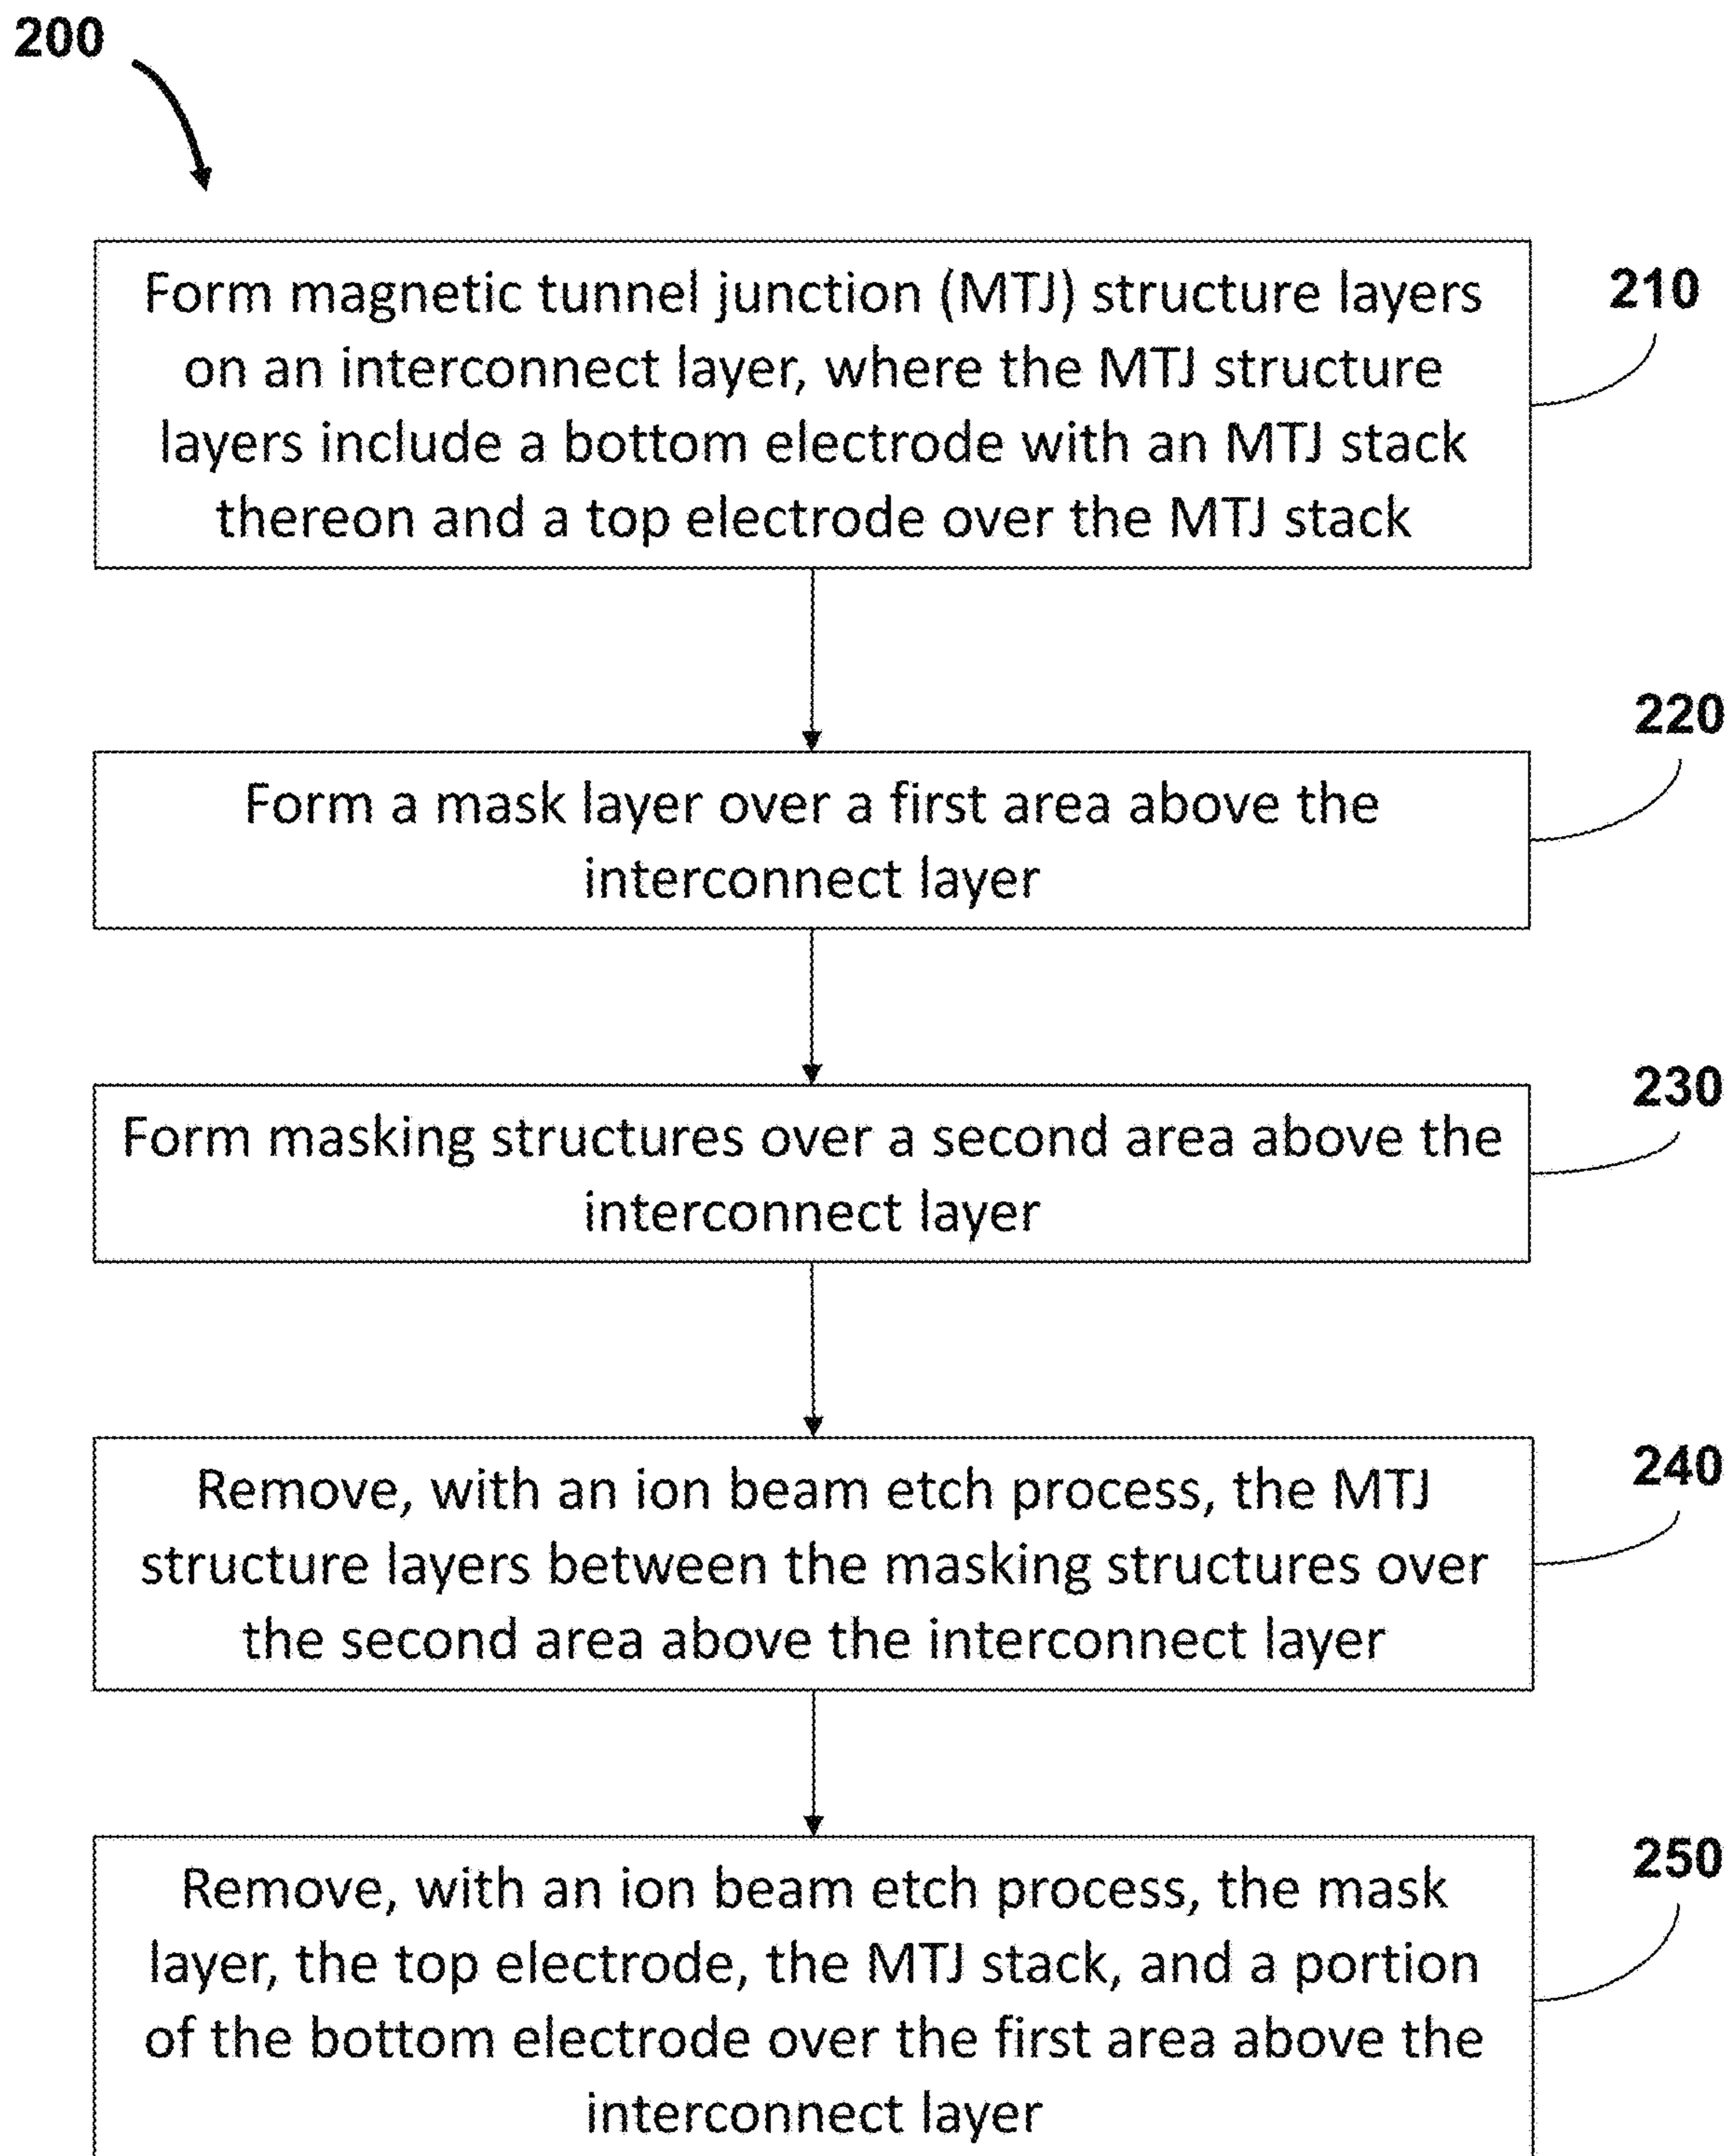 200
Form magnetic tunnel junction (MTJ) structure layers
on an interconnect layer, where the MTJ structure
layers include a bottom electrode with an MTJ stack
thereon and a top electrode over the MTJ stack
210
Form a mask layer over a first area above the
interconnect layer
220
Form masking structures over a second area above the
interconnect layer
230
Remove, with an ion beam etch process, the MTJ
structure layers between the masking structures over
the second area above the interconnect layer
240
Remove, with an ion beam etch process, the mask
layer, the top electrode, the MTJ stack, and a portion
of the bottom electrode over the first area above the
interconnect layer
250